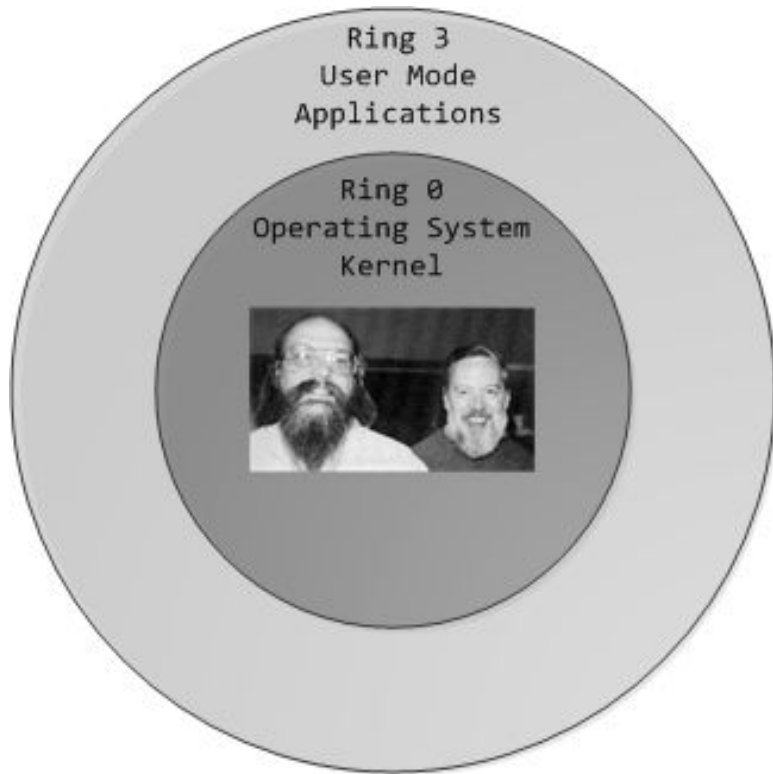 Ring 3
User Mode
Applications
Ring 0
Operating System
Kernel